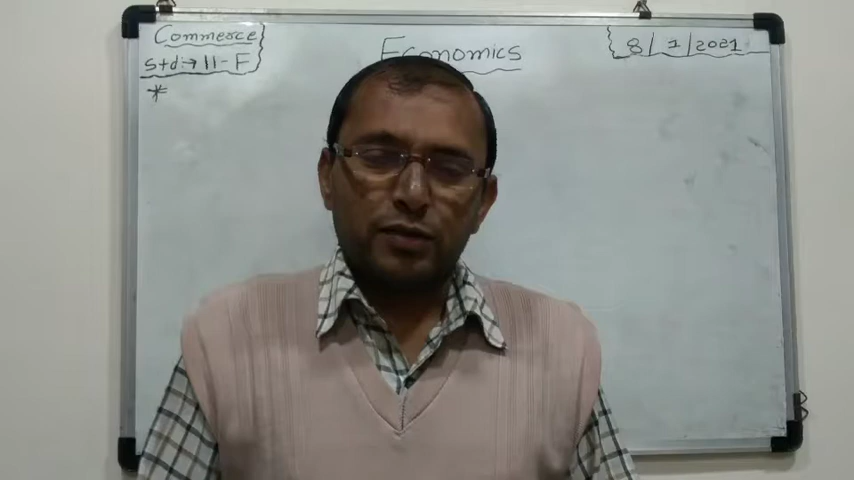 Commerce
Std:→ 11-F
Economics
8/1/2021
*